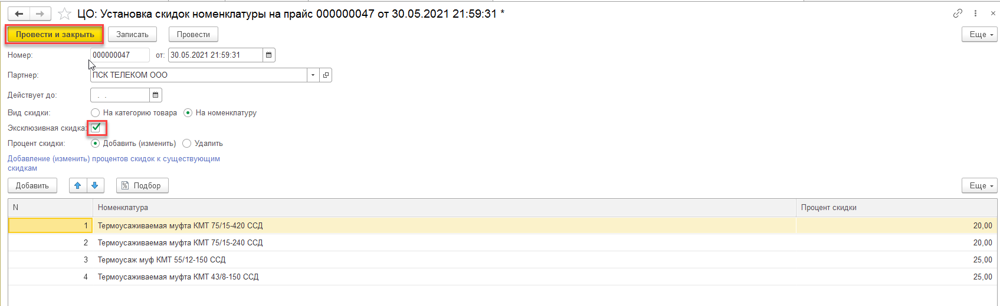 ЦО: Установка скидок номенклатуры на прайс 000000047 от 30.05.2021 21:59:31 *
Провести и закрыть Записать Провести Еще
Номер: 000000047 от: 30.05.2021 21:59:31
Партнер: ПСК ТЕЛЕКОМ ООО
Действует до: . .
Вид скидки: На категорию товара На номенклатуру
Эксклюзивная скидка:
Процент скидки: Добавить (изменить) Удалить
Добавление (изменить) процентов скидок к существующим
скидкам
Добавить Подбор Еще
N Номенклатура Процент скидки
1 Термоусаживаемая муфта КМТ 75/15-420 ССД 20,00
2 Термоусаживаемая муфта КМТ 75/15-240 ССД 20,00
3 Термоусаж муф КМТ 55/12-150 ССД 25,00
4 Термоусаживаемая муфта КМТ 43/8-150 ССД 25,00